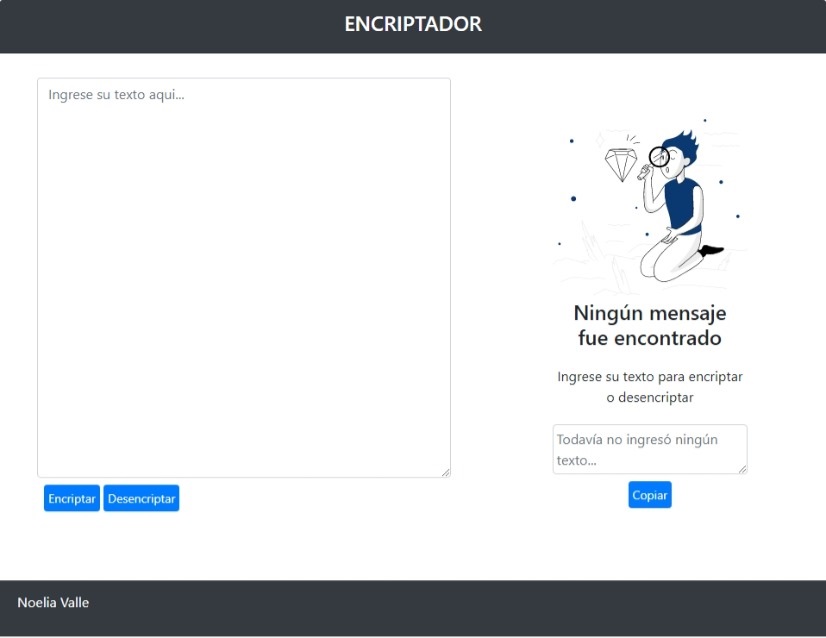 ENCRIPTADOR
Ingrese su texto aqui...
Ningún mensaje
fue encontrado
Ingrese su texto para encriptar
o desencriptar
Todavía no ingresó ningún
texto...
Encriptar Desencriptar
Copiar
Noelia Valle